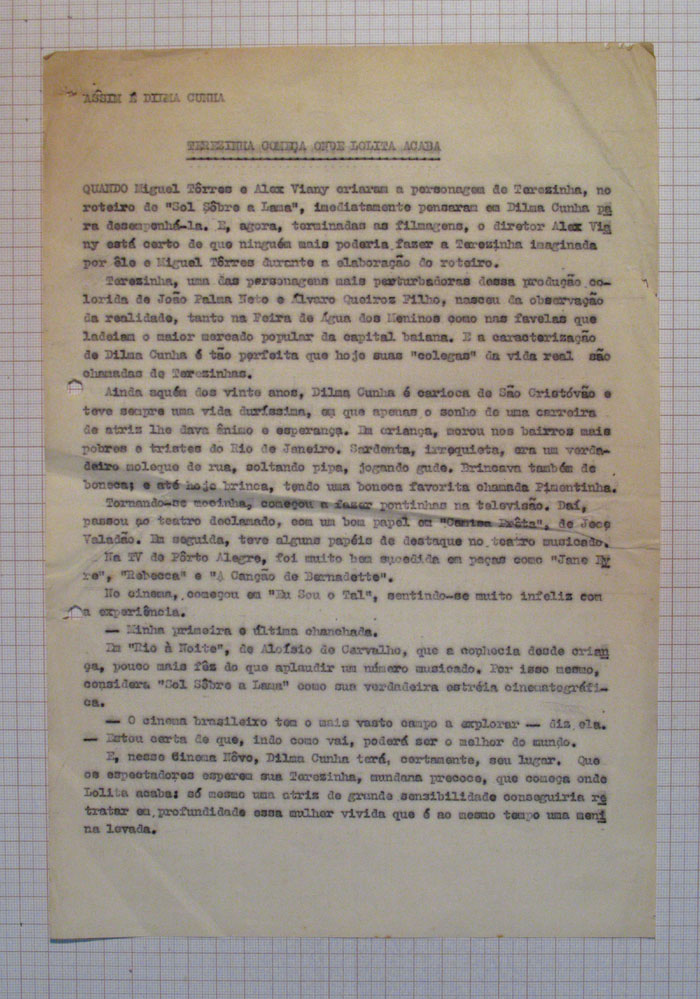 ASSIM É DILMA CUNHA
TEREZINHA COMEÇA ONDE LOLITA ACABA
QUANDO Miguel Tôrres e Alex Viany criaram a personagem de Terezinha, no
roteiro de "Sol Sôbre a Lama", imediatamente pensaram em Dilma Cunha pa
ra desempenhá-la. E, agora, terminadas as filmagens, o diretor Alex Via
ny está certo de que ninguém mais poderia fazer a Terezinha imaginada
por êle e Miguel Tôrres durante a elaboração do roteiro.
Terezinha, uma das personagens mais perturbadoras dessa produção co-
lorida de João Palma Neto e Álvaro Queiroz Filho, nasceu da observação
da realidade, tanto na Feira de Água dos Meninos como nas favelas que
ladeiam o maior mercado popular da capital baiana. E a caracterização
de Dilma Cunha é tão perfeita que hoje suas "colegas" da vida real são
chamadas de Terezinhas.
Ainda aquém dos vinte anos, Dilma Cunha é carioca de São Cristóvão e
teve sempre uma vida duríssima, em que apenas o sonho de uma carreira
de atriz lhe dava ânimo e esperança. Em criança, morou nos bairros mais
pobres e tristes do Rio de Janeiro. Sardenta, irrequieta, era um verda-
deiro moleque de rua, soltando pipa, jogando gude. Brincava também de
boneca; e até hoje brinca, tendo uma boneca favorita chamada Pimentinha.
Tornando-se mocinha, começou a fazer pontinhas na televisão. Daí,
passou ao teatro declamado, com um bom papel em "Camisa Prêta", de Jece
Valadão. Em seguida, teve alguns papéis de destaque no teatro musicado.
Na TV de Pôrto Alegre, foi muito bem sucedida em peças como "Jane Ey
re", "Rebecca" e "A Canção de Bernadette".
No cinema, começou em "Eu Sou o Tal", sentindo-se muito infeliz com
a experiência.
— Minha primeira e última chanchada.
Em "Rio à Noite", de Aloísio de Carvalho, que a conhecia desde crian
ça, pouco mais fêz do que aplaudir um número musicado. Por isso mesmo,
considera "Sol Sôbre a Lama" como sua verdadeira estréia cinematográfi-
ca.
— O cinema brasileiro tem o mais vasto campo a explorar — diz ela.
— Estou certa de que, indo como vai, poderá ser o melhor do mundo.
E, nesse Cinema Nôvo, Dilma Cunha terá, certamente, seu lugar. Que
os espectadores esperem sua Terezinha, mundana precoce, que começa onde
Lolita acaba: só mesmo uma atriz de grande sensibilidade conseguiria re
tratar em profundidade essa mulher vivida que é ao mesmo tempo uma meni
na levada.